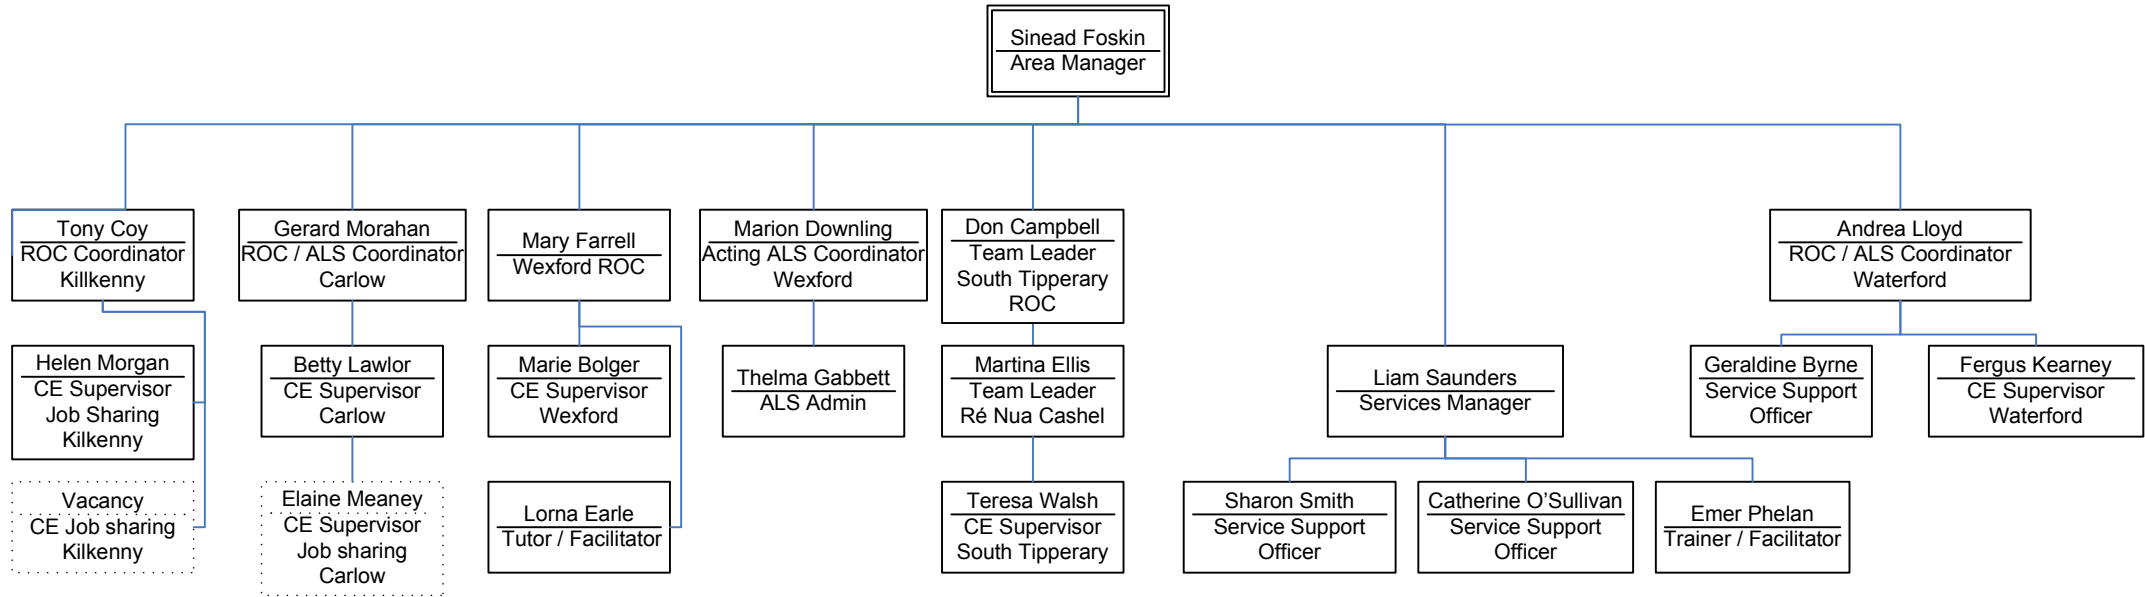 Sinead Foskin
Area Manager
Tony Coy
ROC Coordinator
Killkenny
Gerard Morahan
ROC / ALS Coordinator
Carlow
Mary Farrell
Wexford ROC
Marion Downling
Acting ALS Coordinator
Wexford
Don Campbell
Team Leader
South Tipperary
ROC
Andrea Lloyd
ROC / ALS Coordinator
Waterford
Helen Morgan
CE Supervisor
Job Sharing
Kilkenny
Betty Lawlor
CE Supervisor
Carlow
Marie Bolger
CE Supervisor
Wexford
Thelma Gabbett
ALS Admin
Martina Ellis
Team Leader
Ré Nua Cashel
Liam Saunders
Services Manager
Geraldine Byrne
Service Support
Officer
Fergus Kearney
CE Supervisor
Waterford
Vacancy
CE Job sharing
Kilkenny
Elaine Meaney
CE Supervisor
Job sharing
Carlow
Lorna Earle
Tutor / Facilitator
Teresa Walsh
CE Supervisor
South Tipperary
Sharon Smith
Service Support
Officer
Catherine O’Sullivan
Service Support
Officer
Emer Phelan
Trainer / Facilitator